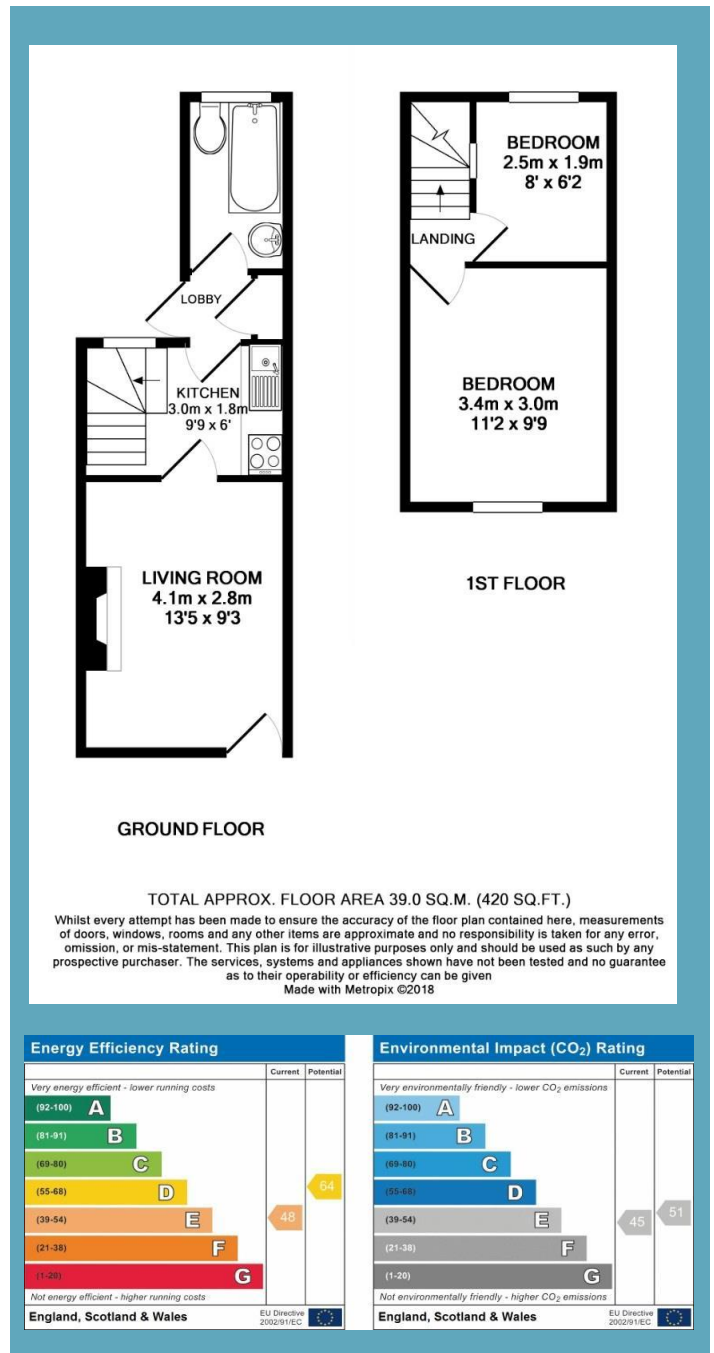 BEDROOM
2.5m x 1.9m
8' x 6'2
LANDING
LOBBY
KITCHEN
3.0m x 1.8m
9'9 x 6'
BEDROOM
3.4m x 3.0m
11'2 x 9'9
LIVING ROOM
4.1m x 2.8m
13'5 x 9'3
1ST FLOOR
GROUND FLOOR
TOTAL APPROX. FLOOR AREA 39.0 SQ.M. (420 SQ.FT.)
Whilst every attempt has been made to ensure the accuracy of the floor plan contained here, measurements
of doors, windows, rooms and any other items are approximate and no responsibility is taken for any error,
omission, or mis-statement. This plan is for illustrative purposes only and should be used as such by any
prospective purchaser. The services, systems and appliances shown have not been tested and no guarantee
as to their operability or efficiency can be given
Made with Metropix ©2018
Energy Efficiency Rating
Current Potential
Very energy efficient - lower running costs
(92-100) A
(81-91) B
(69-80) C
(55-68) D
64
(39-54) E
48
(21-38) F
(1-20) G
Not energy efficient - higher running costs
England, Scotland & Wales
EU Directive
2002/91/EC
Environmental Impact (CO₂) Rating
Current Potential
Very environmentally friendly - lower CO₂ emissions
(92-100) A
(81-91) B
(69-80) C
(55-68) D
(39-54) E
45
51
(21-38) F
(1-20) G
Not environmentally friendly - higher CO₂ emissions
England, Scotland & Wales
EU Directive
2002/91/EC